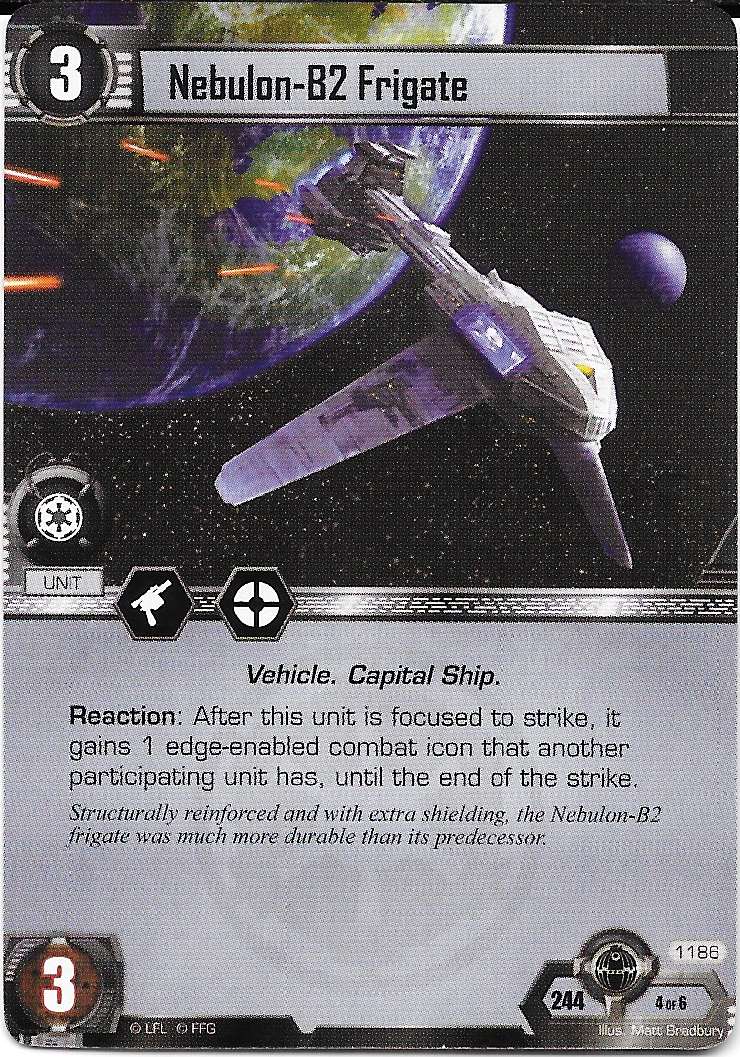 3
Nebulon-B2 Frigate
UNIT
Vehicle. Capital Ship.
Reaction: After this unit is focused to strike, it
gains 1 edge-enabled combat icon that another
participating unit has, until the end of the strike.
Structurally reinforced and with extra shielding, the Nebulon-B2
frigate was much more durable than its predecessor.
3
1186
244
4 OF 6
© LFL © FFG
Illus. Matt Bradbury